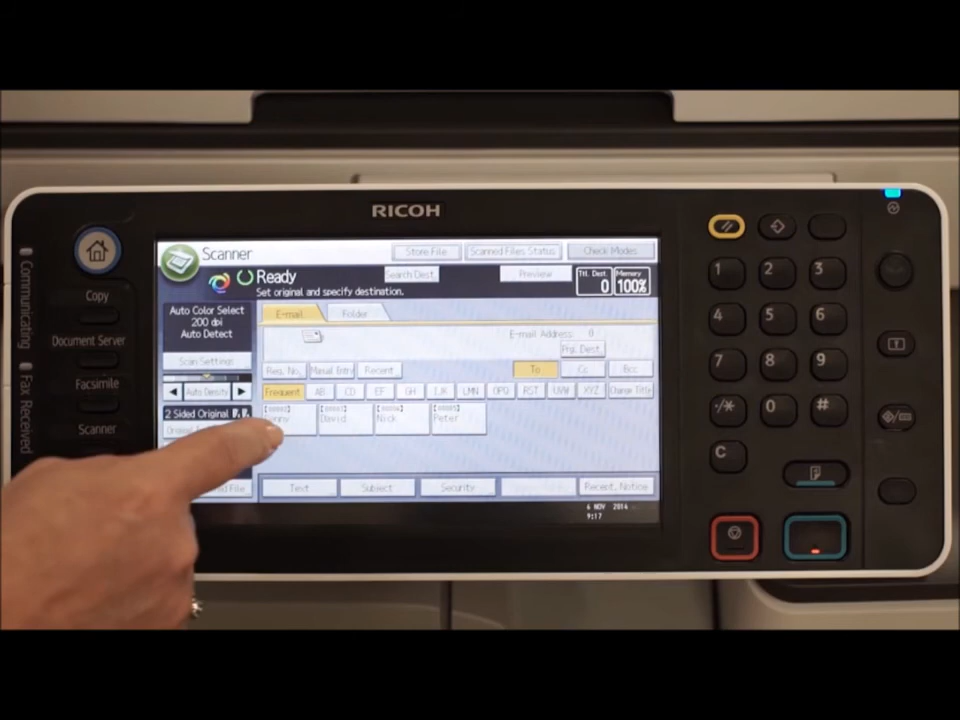 RICOH
Communicating
Fax Received
Copy
Document Server
Facsimile
Scanner
Scanner
Store File
Scanned Files Status
Check Modes
Ready
Search Dest.
Preview
Ttl. Dest.
0
Memory
100%
Set original and specify destination.
Auto Color Select
200 dpi
Auto Detect
Scan Settings
Auto Density
2 Sided Original
E-mail
Folder
E-mail Address 0
Prg. Dest.
Reg. No.
Manual Entry
Recent
To
Cc
Bcc
Frequent
AB
CD
EF
GH
IJK
LMN
OPQ
RST
UVW
XYZ
Change Title
David
Nick
Peter
Text
Subject
Security
Recept. Notice
6 NOV 2014
9:17
1
2
3
4
5
6
7
8
9
./*
0
#
C